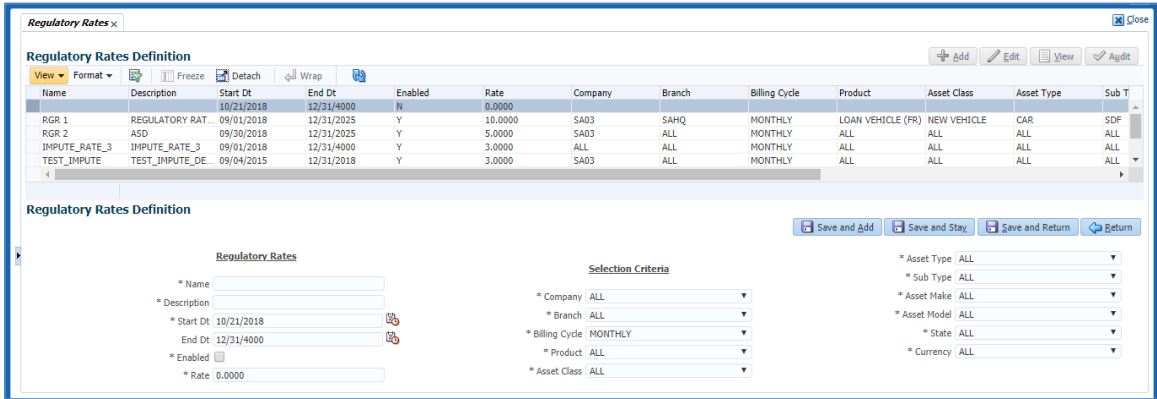 Regulatory Rates × Close
Regulatory Rates Definition Add Edit View Audit
View Format Freeze Detach Wrap
Name Description Start Dt End Dt Enabled Rate Company Branch Billing Cycle Product Asset Class Asset Type Sub T
10/21/2018 12/31/4000 N 0.0000
RGR 1 REGULATORY RAT... 09/01/2018 12/31/2025 Y 10.0000 SA03 SAHQ MONTHLY LOAN VEHICLE (FR) NEW VEHICLE CAR SDF
RGR 2 ASD 09/30/2018 12/31/2025 Y 5.0000 SA03 ALL MONTHLY ALL ALL ALL ALL
IMPUTE_RATE_3 IMPUTE_RATE_3 09/01/2018 12/31/4000 Y 3.0000 ALL ALL MONTHLY ALL ALL ALL ALL
TEST_IMPUTE TEST_IMPUTE_DE... 09/04/2015 12/31/2018 Y 3.0000 SA03 ALL MONTHLY ALL ALL ALL ALL
Regulatory Rates Definition
Save and Add Save and Stay Save and Return Return
Regulatory Rates
* Name
* Description
* Start Dt 10/21/2018
End Dt 12/31/4000
* Enabled
* Rate 0.0000
Selection Criteria
* Company ALL
* Branch ALL
* Billing Cycle MONTHLY
* Product ALL
* Asset Class ALL
* Asset Type ALL
* Sub Type ALL
* Asset Make ALL
* Asset Model ALL
* State ALL
* Currency ALL